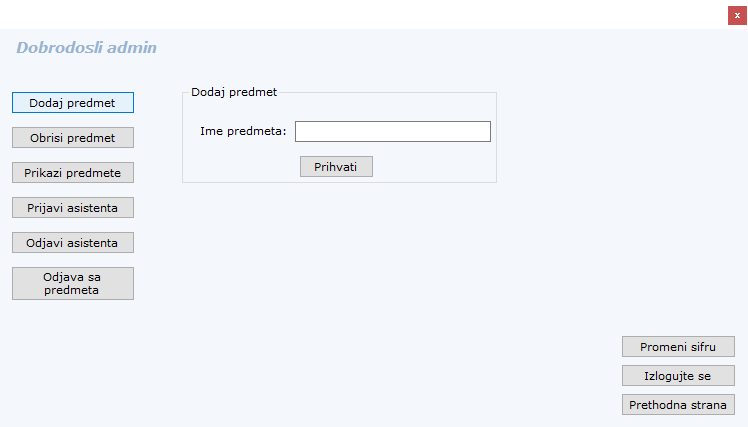 x
Dobrodosli admin
Dodaj predmet
Obrisi predmet
Prikazi predmete
Prijavi asistenta
Odjavi asistenta
Odjava sa
predmeta
Dodaj predmet
Ime predmeta:
Prihvati
Promeni sifru
Izlogujte se
Prethodna strana